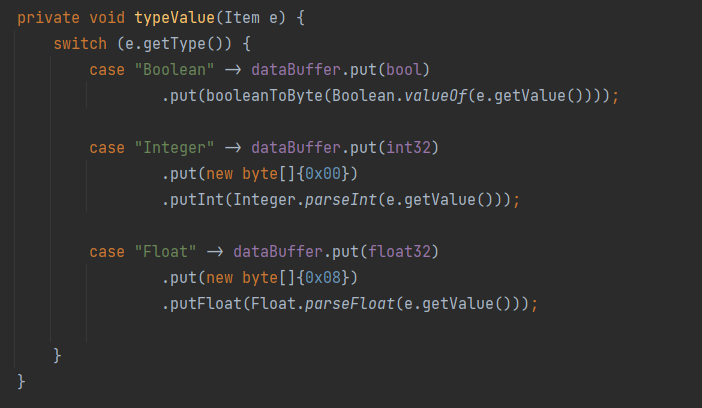 private void typeValue(Item e) {
    switch (e.getType()) {
        case "Boolean" -> dataBuffer.put(bool)
                .put(booleanToByte(Boolean.valueOf(e.getValue())));

        case "Integer" -> dataBuffer.put(int32)
                .put(new byte[]{0x00})
                .putInt(Integer.parseInt(e.getValue()));

        case "Float" -> dataBuffer.put(float32)
                .put(new byte[]{0x08})
                .putFloat(Float.parseFloat(e.getValue()));

    }
}